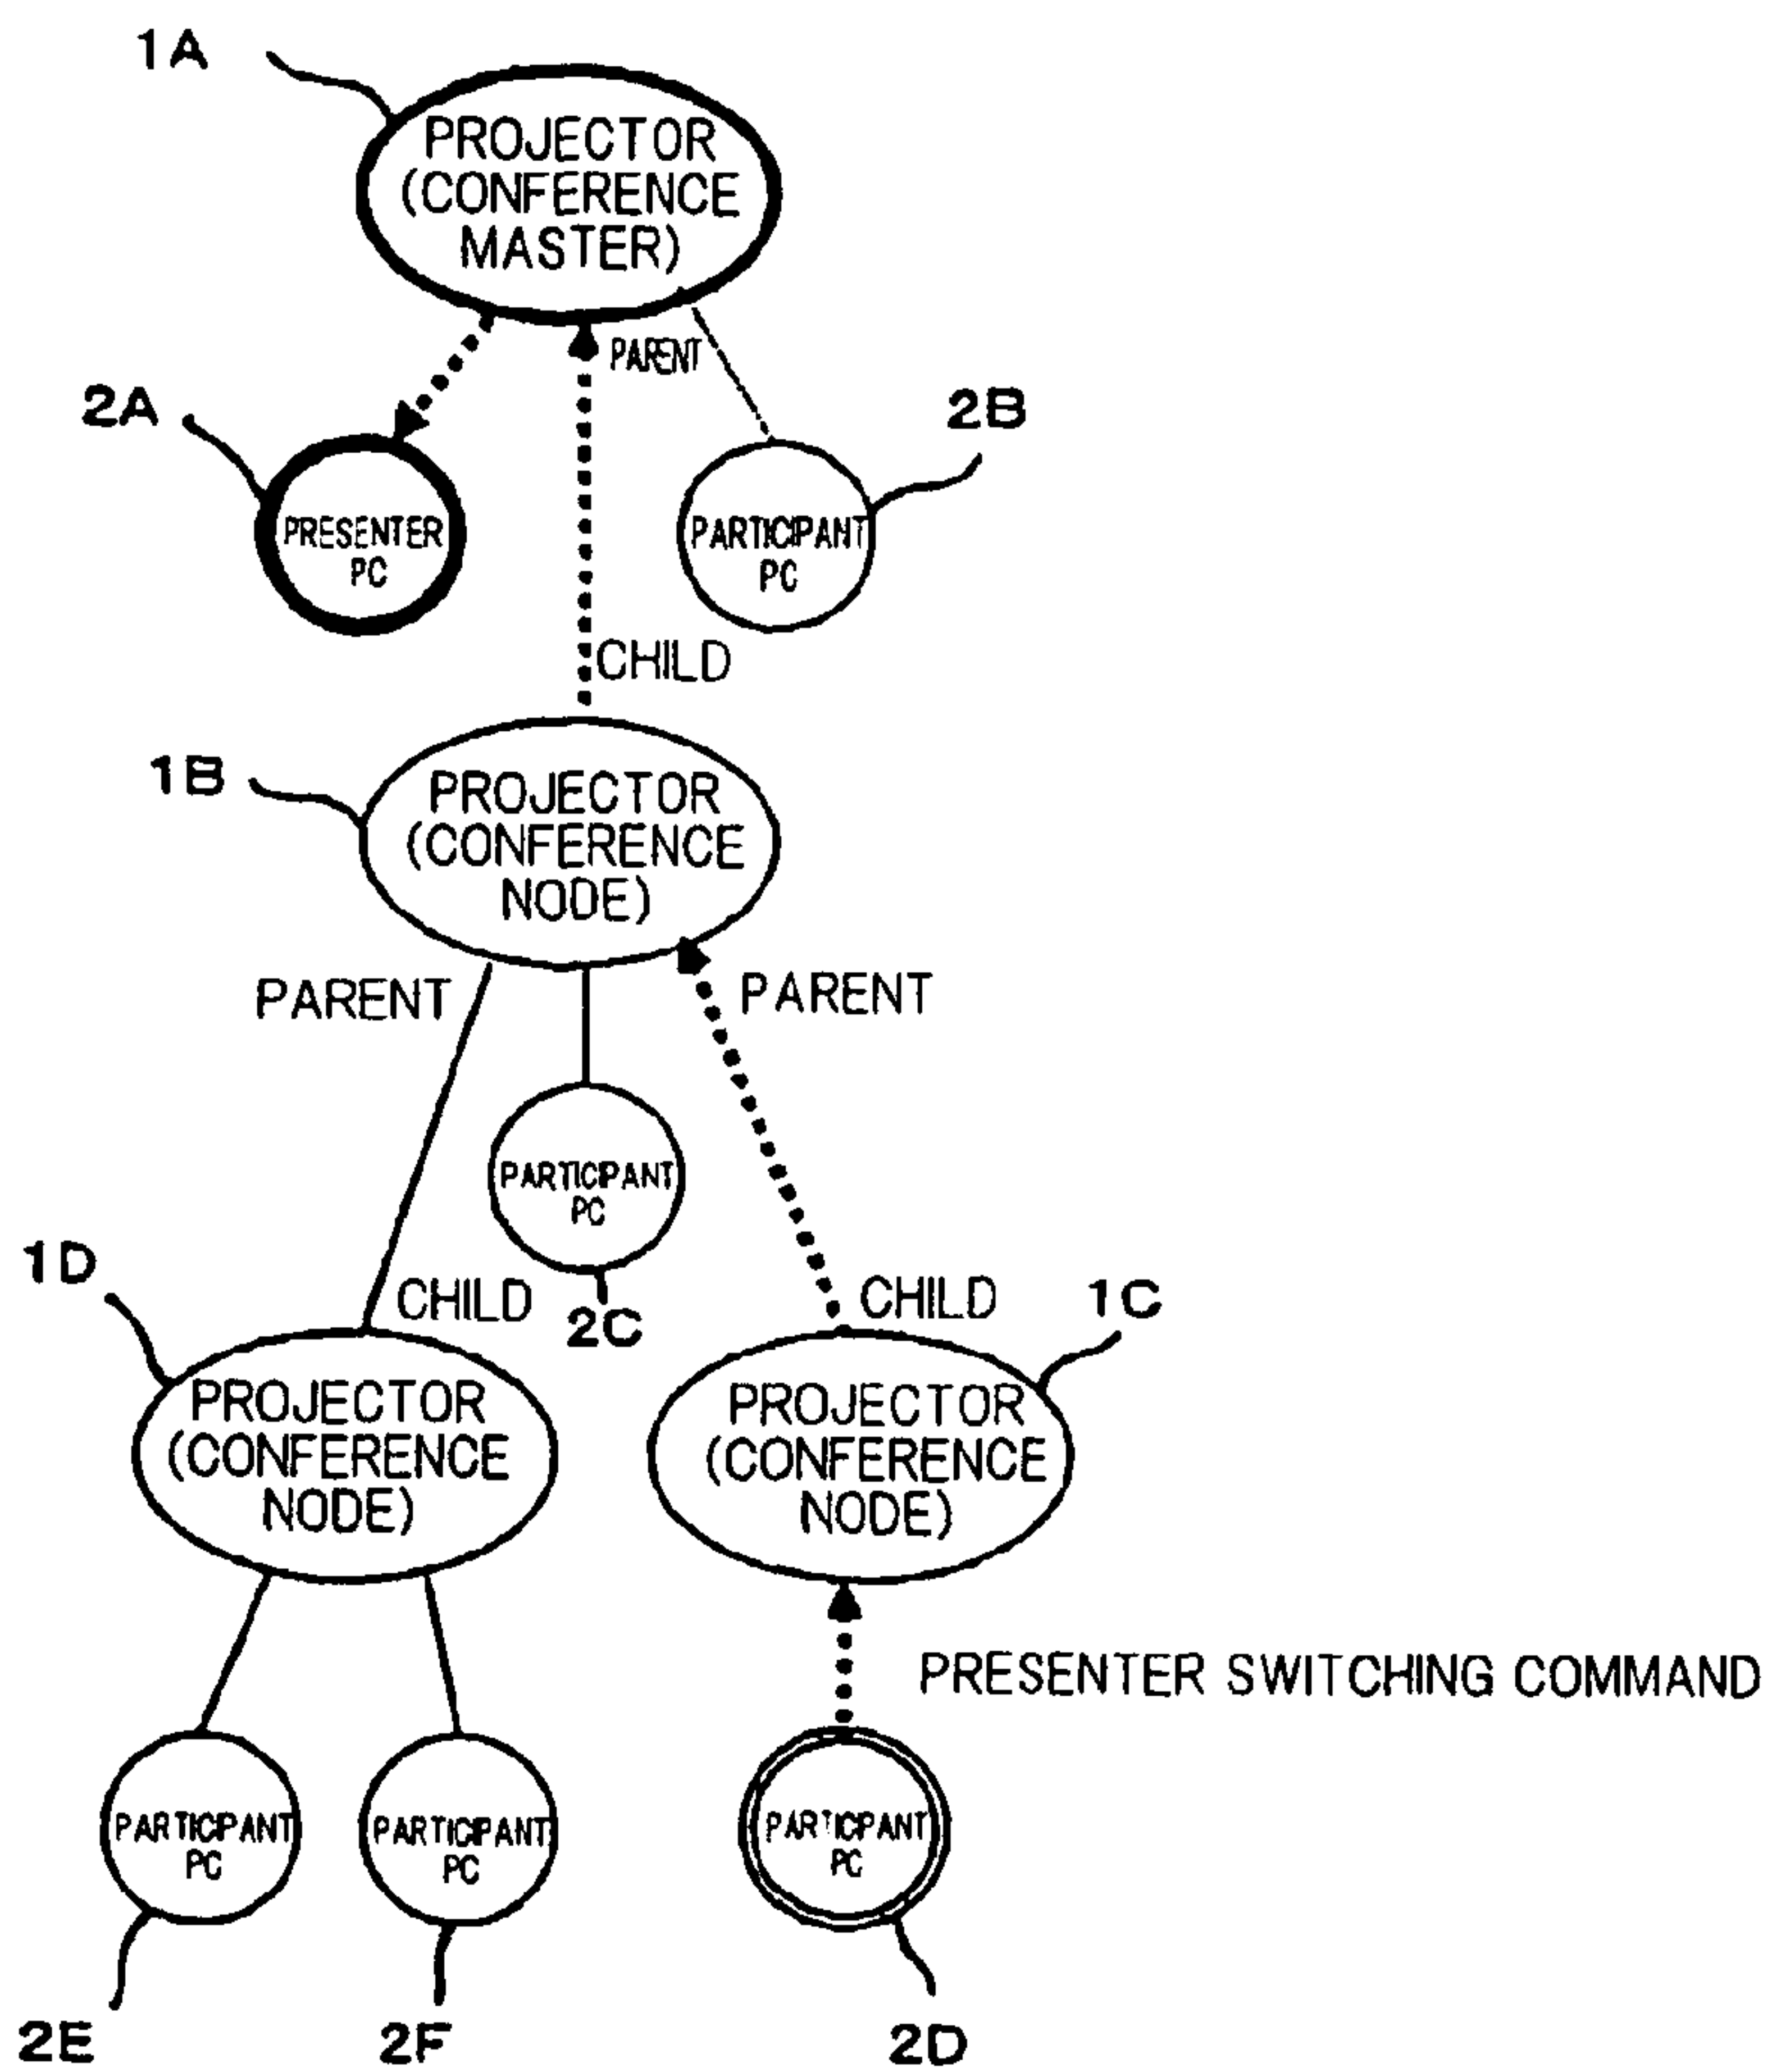 1A
PROJECTOR
(CONFERENCE
MASTER)
PARENT
2A
2B
PRESENTER
PC
PARTICIPANT
PC
CHILD
1B
PROJECTOR
(CONFERENCE
NODE)
PARENT
PARENT
PARTICIPANT
PC
1D
CHILD
2C
CHILD
1C
PROJECTOR
(CONFERENCE
NODE)
PROJECTOR
(CONFERENCE
NODE)
PRESENTER SWITCHING COMMAND
PARTICIPANT
PC
PARTICIPANT
PC
PARTICIPANT
PC
2E
2F
2D